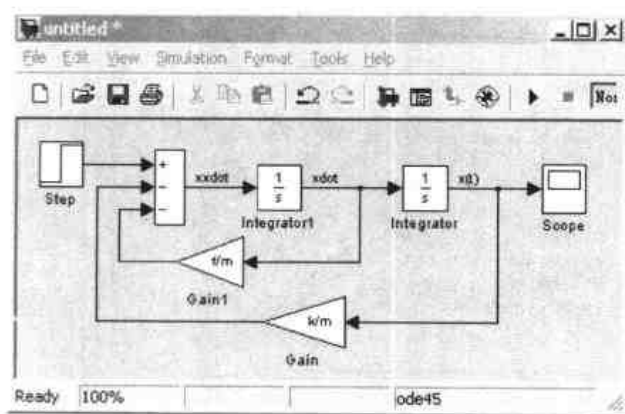 untitled *
File Edit View Simulation Format Tools Help
Step
+
−
−
xxdot
1
s
Integrator1
xdot
1
s
Integrator
x(t)
Scope
f/m
Gain1
k/m
Gain
Ready 100% ode45